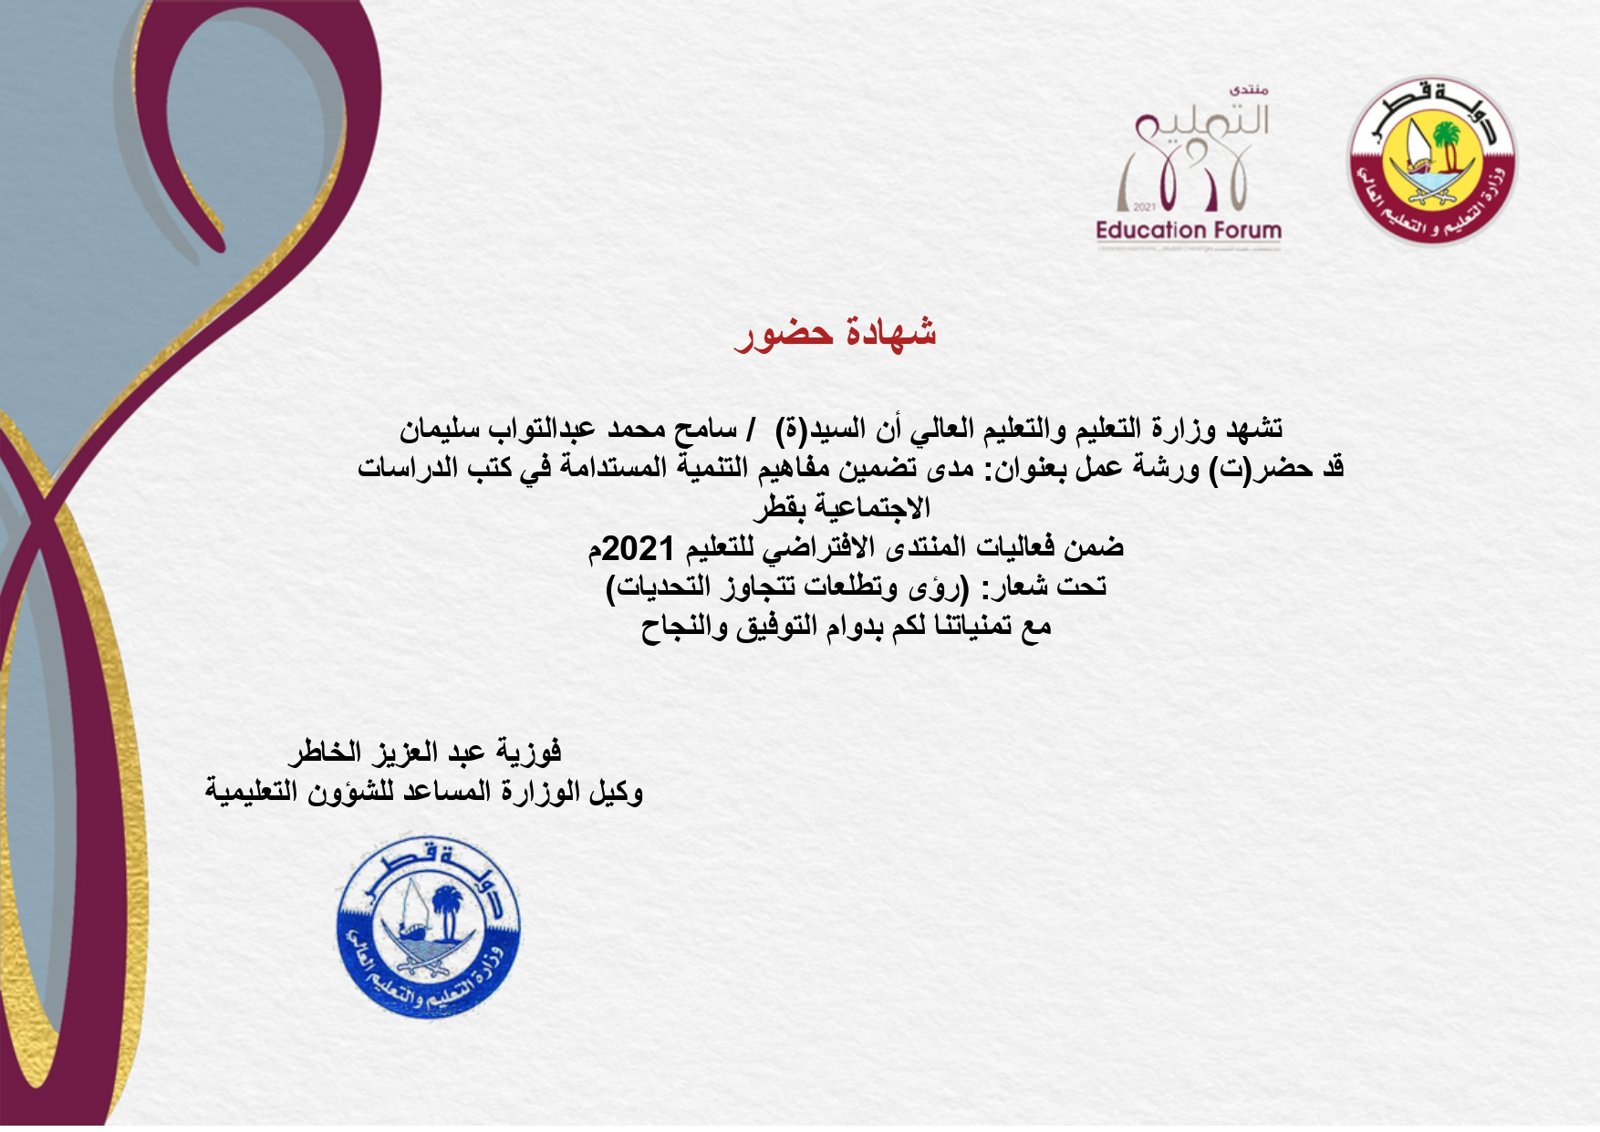 منتدى
التعليم
2021
Education Forum
دولة قطر
وزارة التعليم و التعليم العالي
شهادة حضور
تشهد وزارة التعليم والتعليم العالي أن السيد(ة) / سامح محمد عبدالتواب سليمان
قد حضر(ت) ورشة عمل بعنوان: مدى تضمين مفاهيم التنمية المستدامة في كتب الدراسات
الاجتماعية بقطر
ضمن فعاليات المنتدى الافتراضي للتعليم 2021م
تحت شعار: (رؤى وتطلعات تتجاوز التحديات)
مع تمنياتنا لكم بدوام التوفيق والنجاح
فوزية عبد العزيز الخاطر
وكيل الوزارة المساعد للشؤون التعليمية
دولة قطر
وزارة التعليم والتعليم العالي